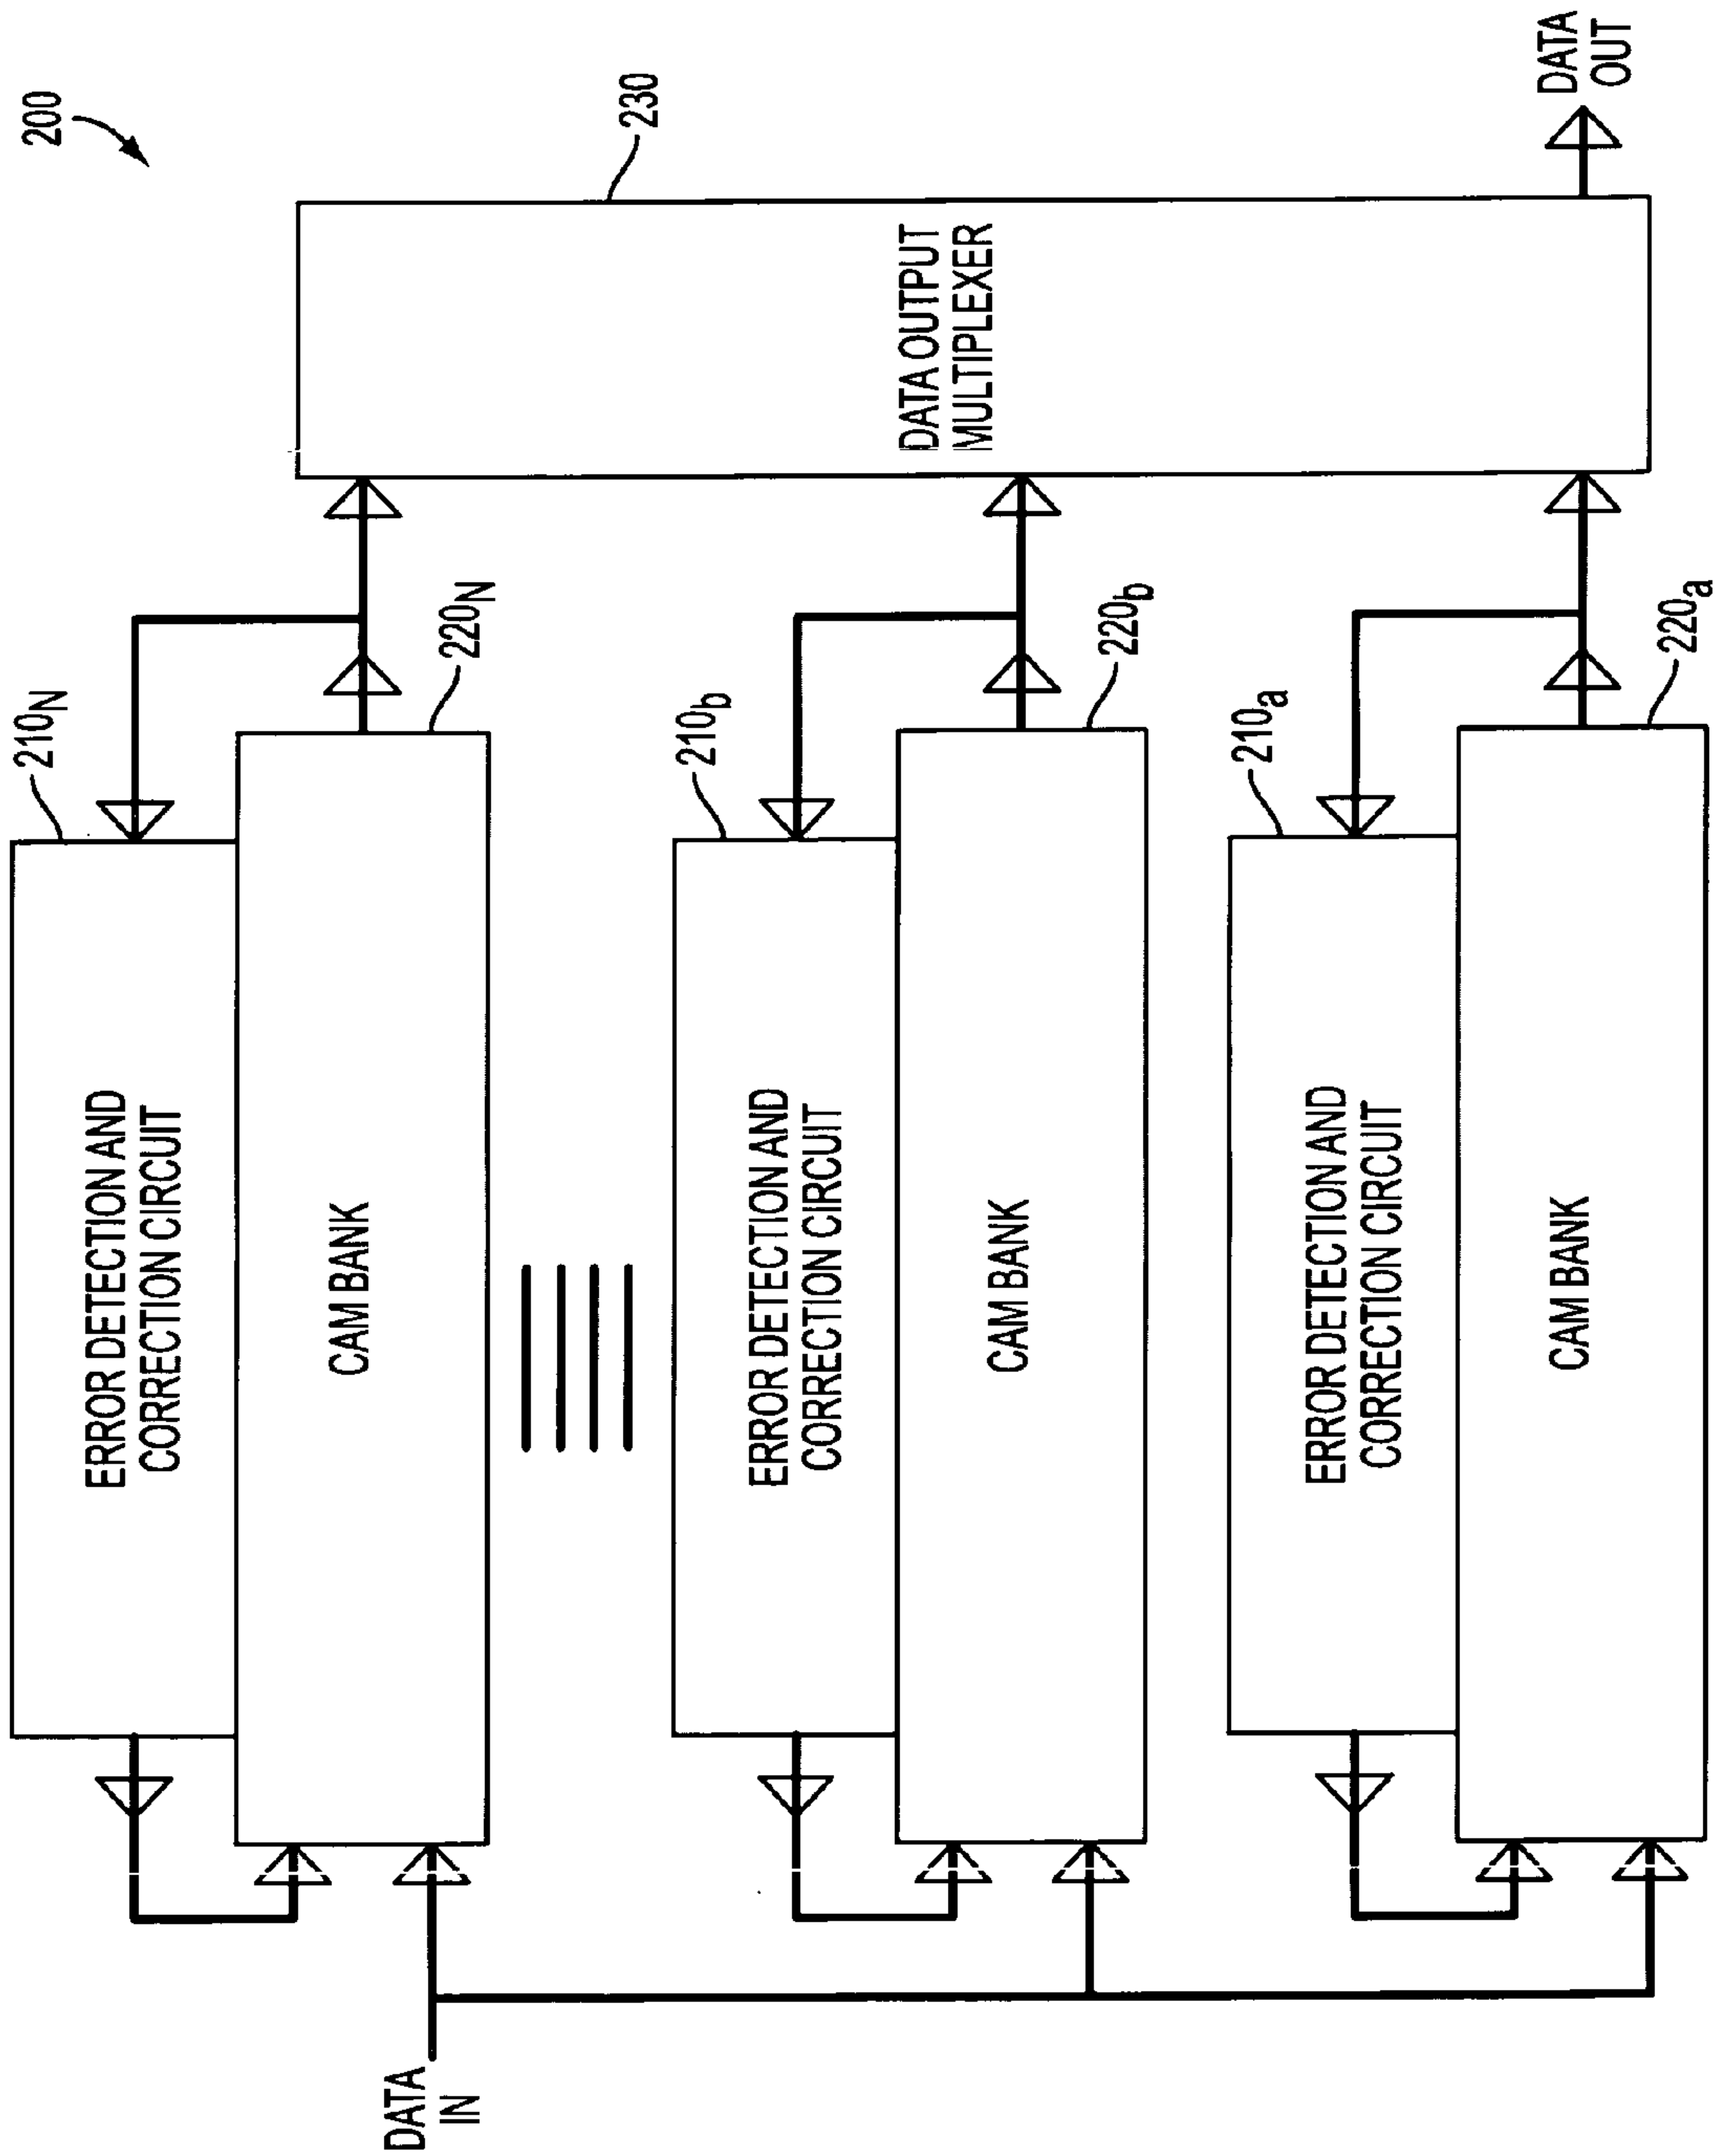 200
210N
ERROR DETECTION AND
CORRECTION CIRCUIT
CAM BANK
220N
210b
ERROR DETECTION AND
CORRECTION CIRCUIT
CAM BANK
220b
210a
ERROR DETECTION AND
CORRECTION CIRCUIT
CAM BANK
220a
230
DATA OUTPUT
MULTIPLEXER
DATA
IN
DATA
OUT